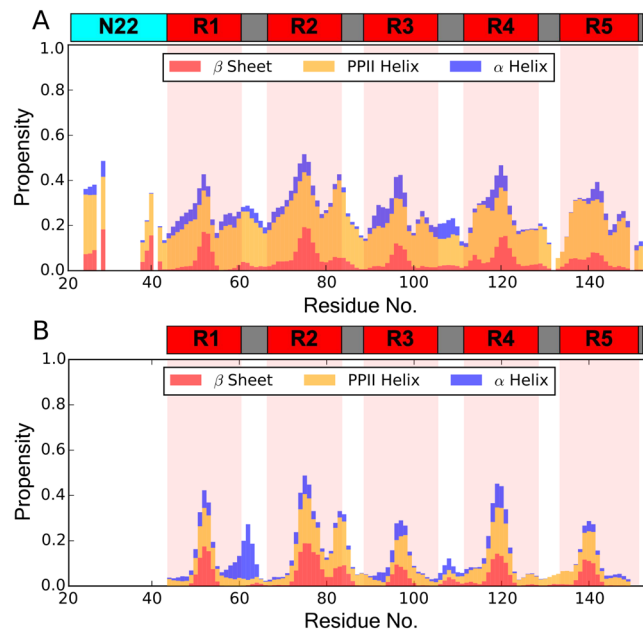 A
N22 R1 R2 R3 R4 R5
1.0
β Sheet PPII Helix α Helix
0.8
0.6
0.4
0.2
0.0
Propensity
20 40 60 80 100 120 140
Residue No.
B
R1 R2 R3 R4 R5
1.0
β Sheet PPII Helix α Helix
0.8
0.6
0.4
0.2
0.0
Propensity
20 40 60 80 100 120 140
Residue No.